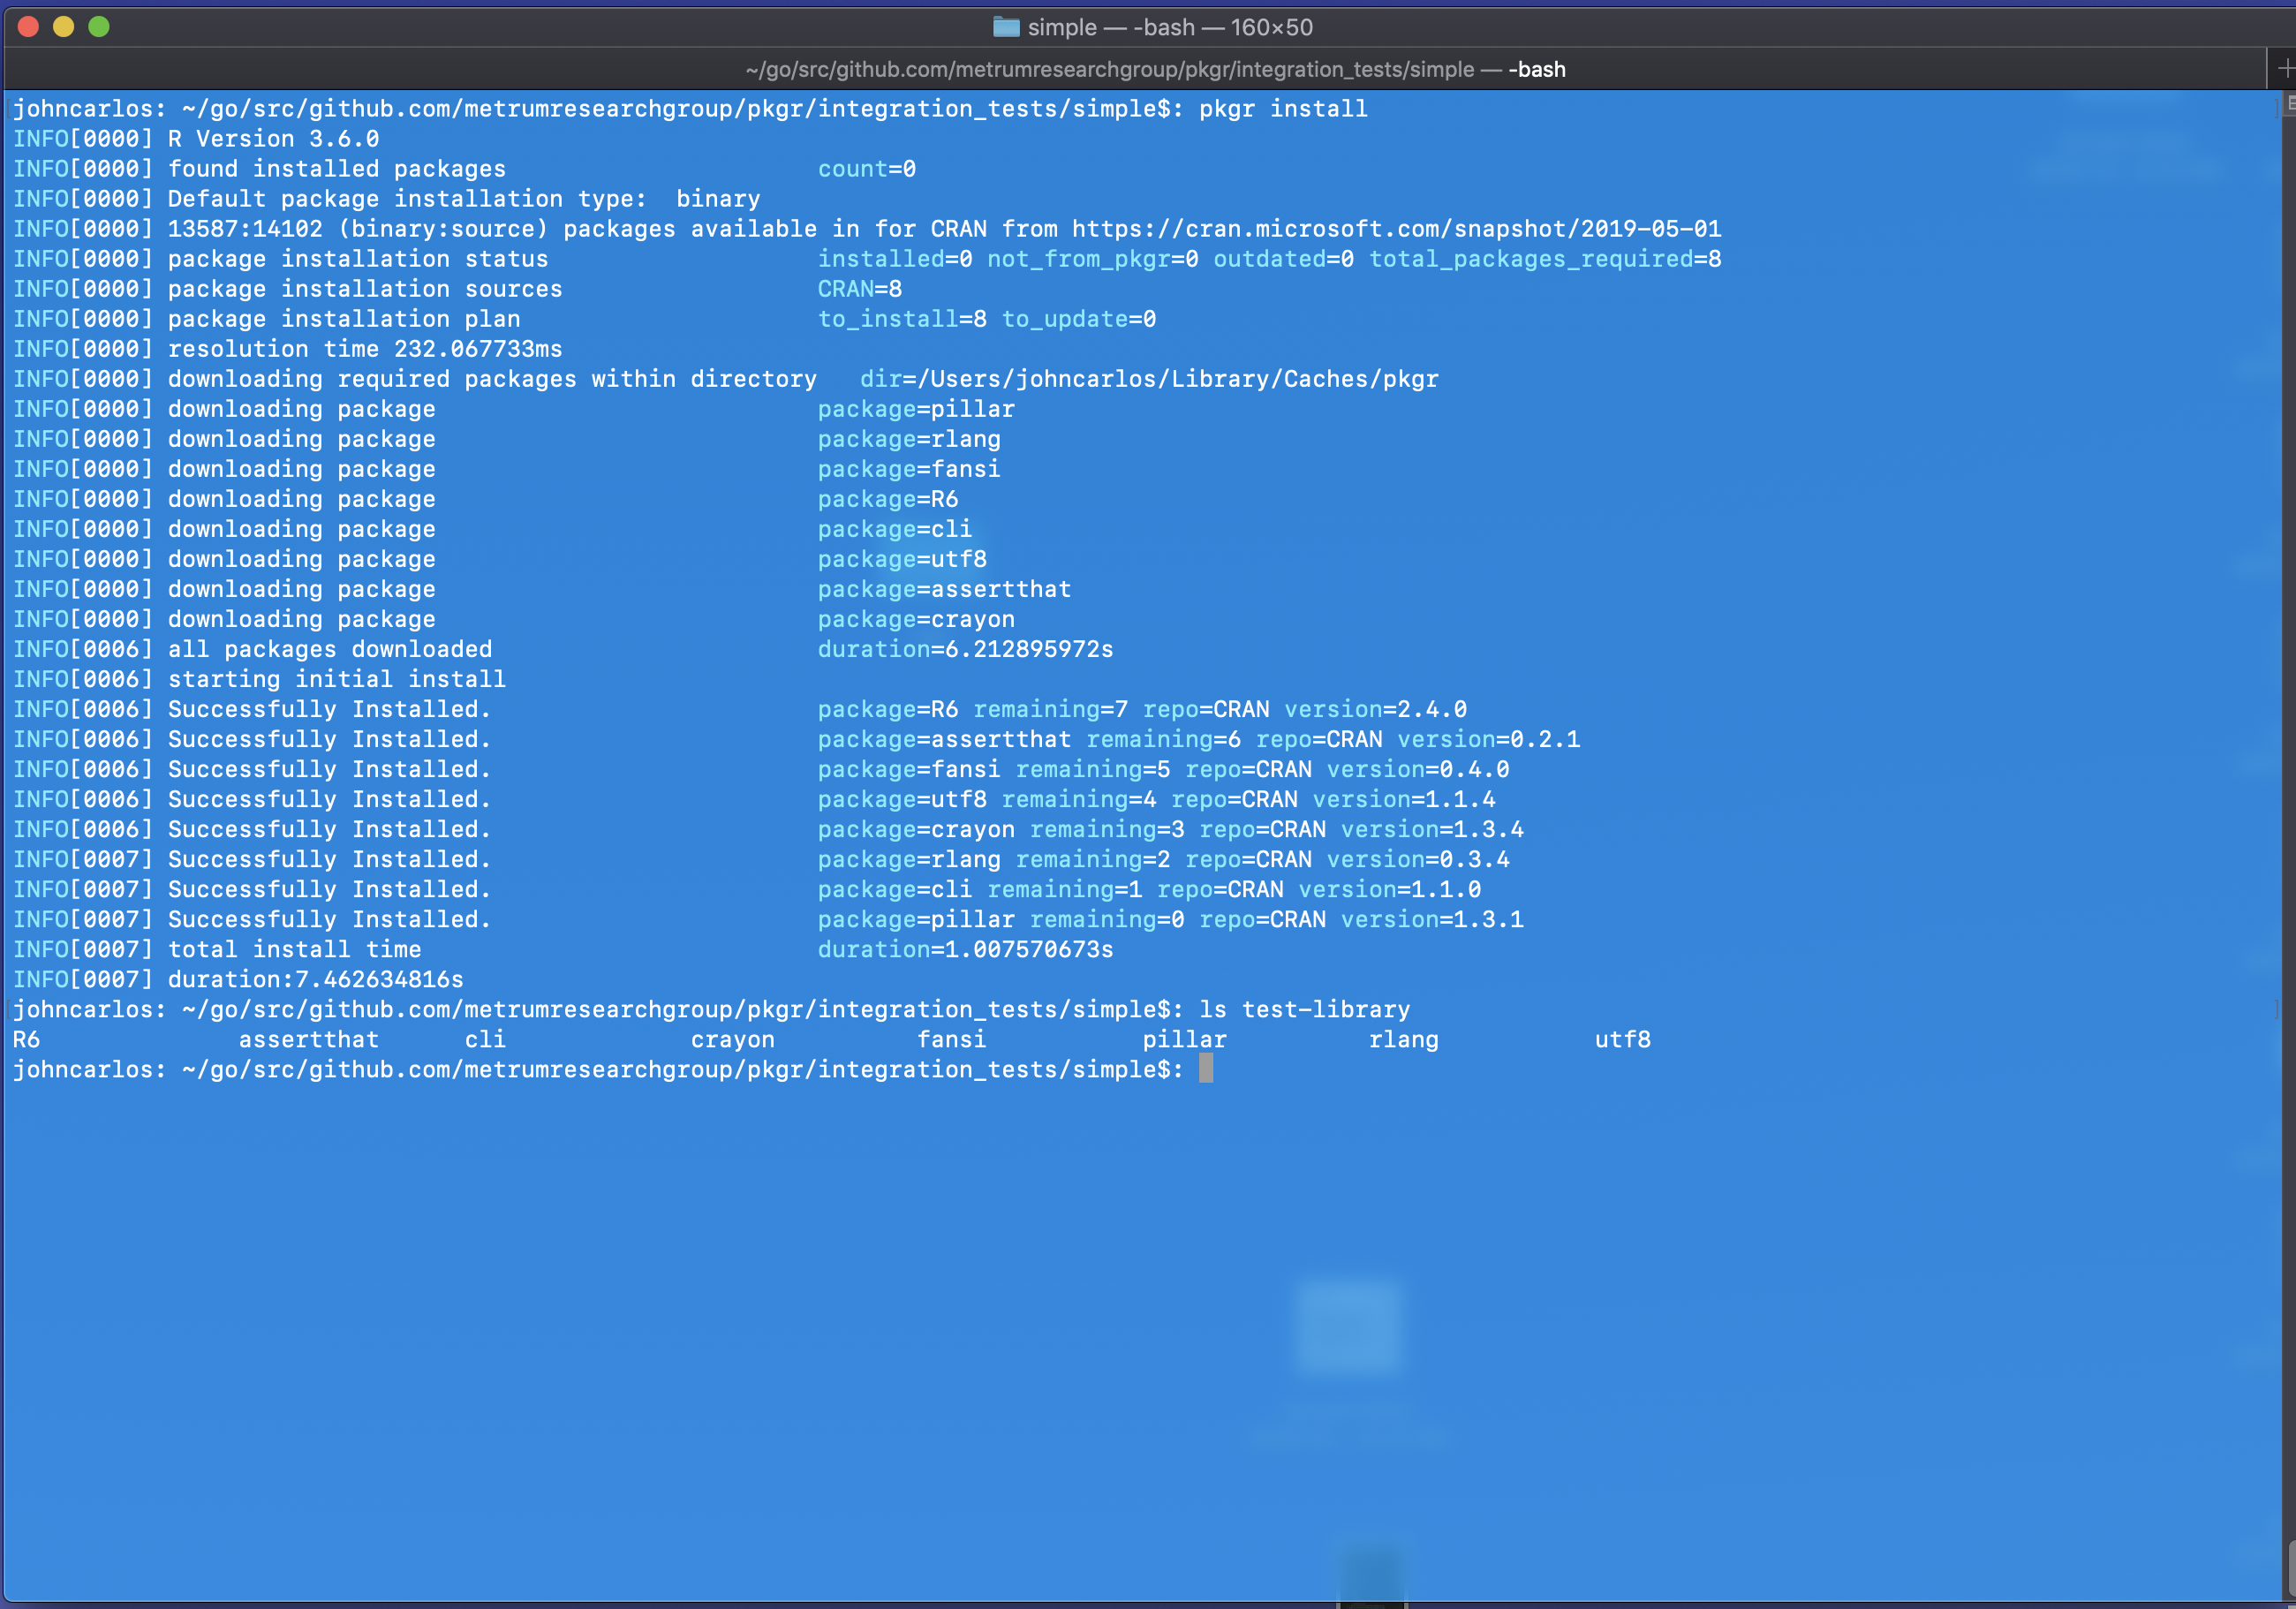 simple — -bash — 160×50
~/go/src/github.com/metrumresearchgroup/pkgr/integration_tests/simple — -bash
johncarlos: ~/go/src/github.com/metrumresearchgroup/pkgr/integration_tests/simple$: pkgr install
INFO[0000] R Version 3.6.0
INFO[0000] found installed packages count=0
INFO[0000] Default package installation type:  binary
INFO[0000] 13587:14102 (binary:source) packages available in for CRAN from https://cran.microsoft.com/snapshot/2019-05-01
INFO[0000] package installation status installed=0 not_from_pkgr=0 outdated=0 total_packages_required=8
INFO[0000] package installation sources CRAN=8
INFO[0000] package installation plan to_install=8 to_update=0
INFO[0000] resolution time 232.067733ms
INFO[0000] downloading required packages within directory dir=/Users/johncarlos/Library/Caches/pkgr
INFO[0000] downloading package package=pillar
INFO[0000] downloading package package=rlang
INFO[0000] downloading package package=fansi
INFO[0000] downloading package package=R6
INFO[0000] downloading package package=cli
INFO[0000] downloading package package=utf8
INFO[0000] downloading package package=assertthat
INFO[0000] downloading package package=crayon
INFO[0006] all packages downloaded duration=6.212895972s
INFO[0006] starting initial install
INFO[0006] Successfully Installed. package=R6 remaining=7 repo=CRAN version=2.4.0
INFO[0006] Successfully Installed. package=assertthat remaining=6 repo=CRAN version=0.2.1
INFO[0006] Successfully Installed. package=fansi remaining=5 repo=CRAN version=0.4.0
INFO[0006] Successfully Installed. package=utf8 remaining=4 repo=CRAN version=1.1.4
INFO[0006] Successfully Installed. package=crayon remaining=3 repo=CRAN version=1.3.4
INFO[0007] Successfully Installed. package=rlang remaining=2 repo=CRAN version=0.3.4
INFO[0007] Successfully Installed. package=cli remaining=1 repo=CRAN version=1.1.0
INFO[0007] Successfully Installed. package=pillar remaining=0 repo=CRAN version=1.3.1
INFO[0007] total install time duration=1.007570673s
INFO[0007] duration:7.462634816s
johncarlos: ~/go/src/github.com/metrumresearchgroup/pkgr/integration_tests/simple$: ls test-library
R6 assertthat cli crayon fansi pillar rlang utf8
johncarlos: ~/go/src/github.com/metrumresearchgroup/pkgr/integration_tests/simple$: